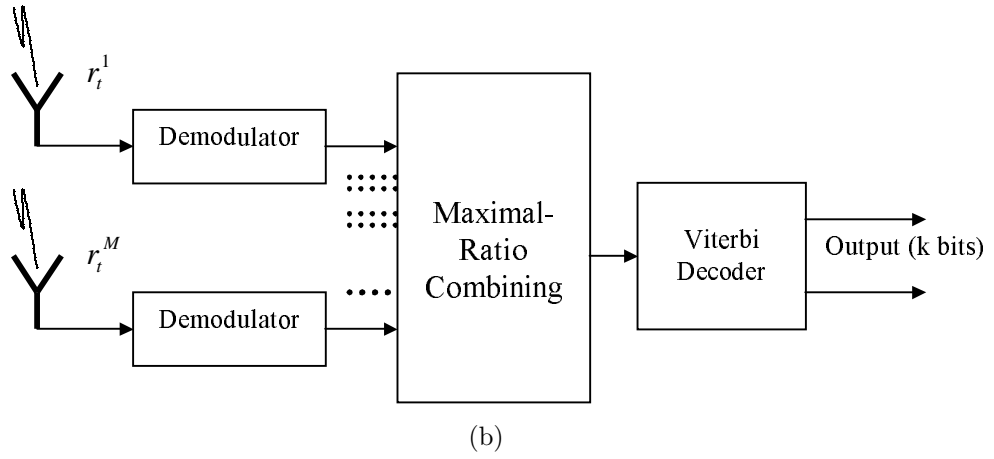 r_t^1
Demodulator
r_t^M
Demodulator
Maximal-
Ratio
Combining
Viterbi
Decoder
Output (k bits)
(b)